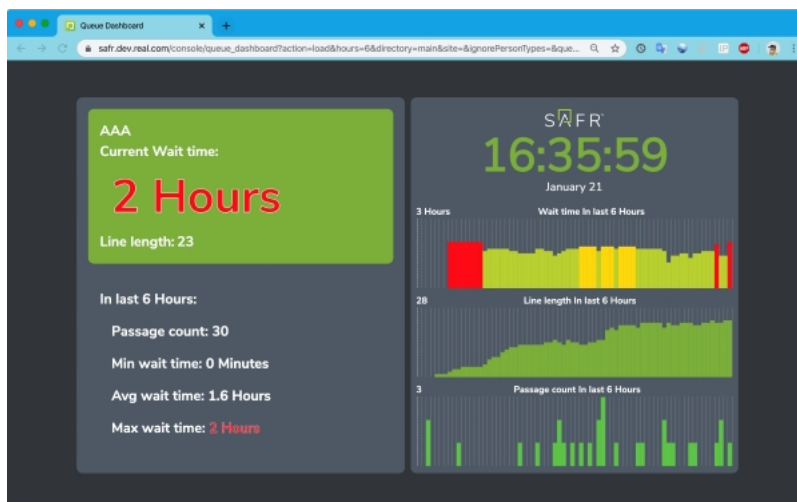 Queue Dashboard
safr.dev.real.com/console/queue_dashboard?action=load&hours=6&directory=main&site=&ignorePersonTypes=&que...
AAA
Current Wait time:
2 Hours
Line length: 23
In last 6 Hours:
Passage count: 30
Min wait time: 0 Minutes
Avg wait time: 1.6 Hours
Max wait time: 2 Hours
SAFR
16:35:59
January 21
3 Hours
Wait time in last 6 Hours
28
Line length in last 6 Hours
3
Passage count in last 6 Hours